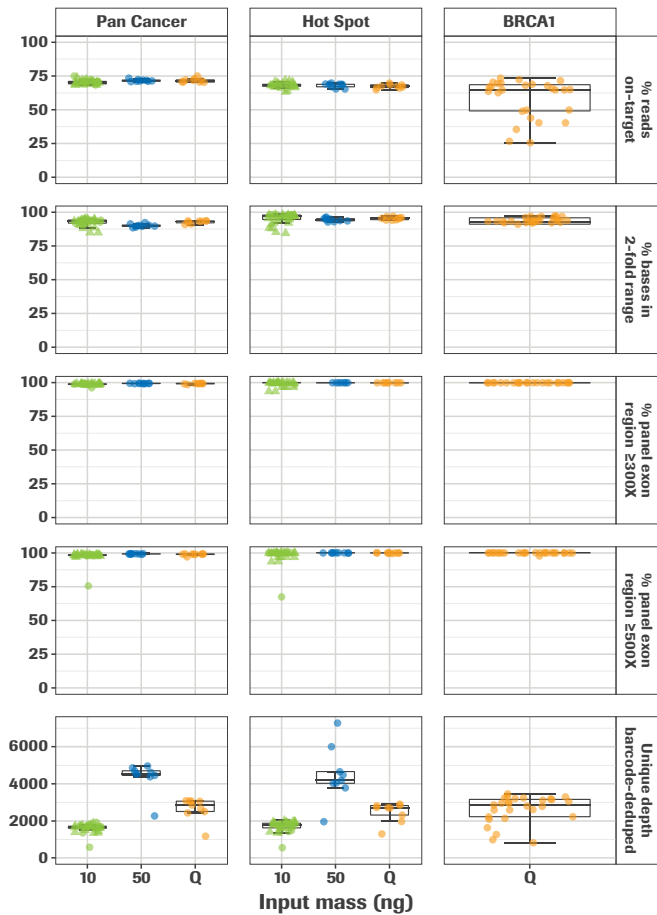 Pan Cancer Hot Spot BRCA1
100
75
50
25
0
% reads
on-target
100
75
50
25
0
% bases in
2-fold range
100
75
50
25
0
% panel exon
region ≥300X
100
75
50
25
0
% panel exon
region ≥500X
6000
4000
2000
0
Unique depth
barcode-deduped
10 50 Q 10 50 Q Q
Input mass (ng)